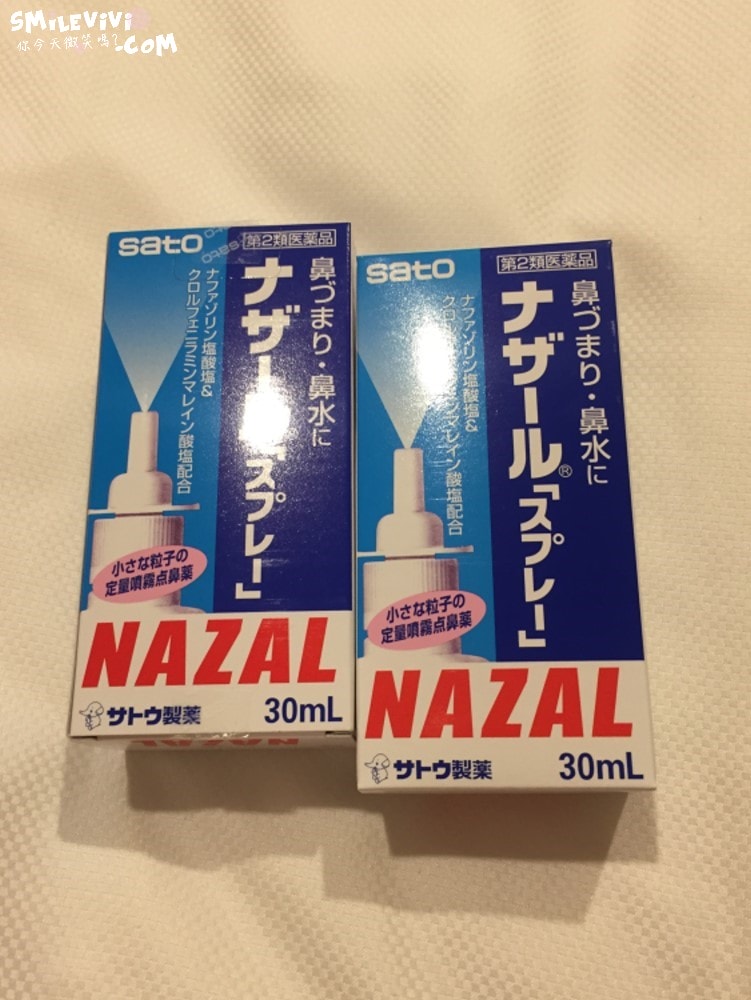 SMiLEViVi
你今天微笑嗎?
.COM
sato
第2類医薬品
鼻づまり・鼻水に
ナザール「スプレー」
ナファゾリン塩酸塩&
クロルフェニラミンマレイン酸塩配合
小さな粒子の
定量噴霧点鼻薬
NAZAL
サトウ製薬
30mL
sato
第2類医薬品
鼻づまり・鼻水に
ナザール®「スプレー」
ナファゾリン塩酸塩&
クロルフェニラミンマレイン酸塩配合
小さな粒子の
定量噴霧点鼻薬
NAZAL
サトウ製薬
30mL